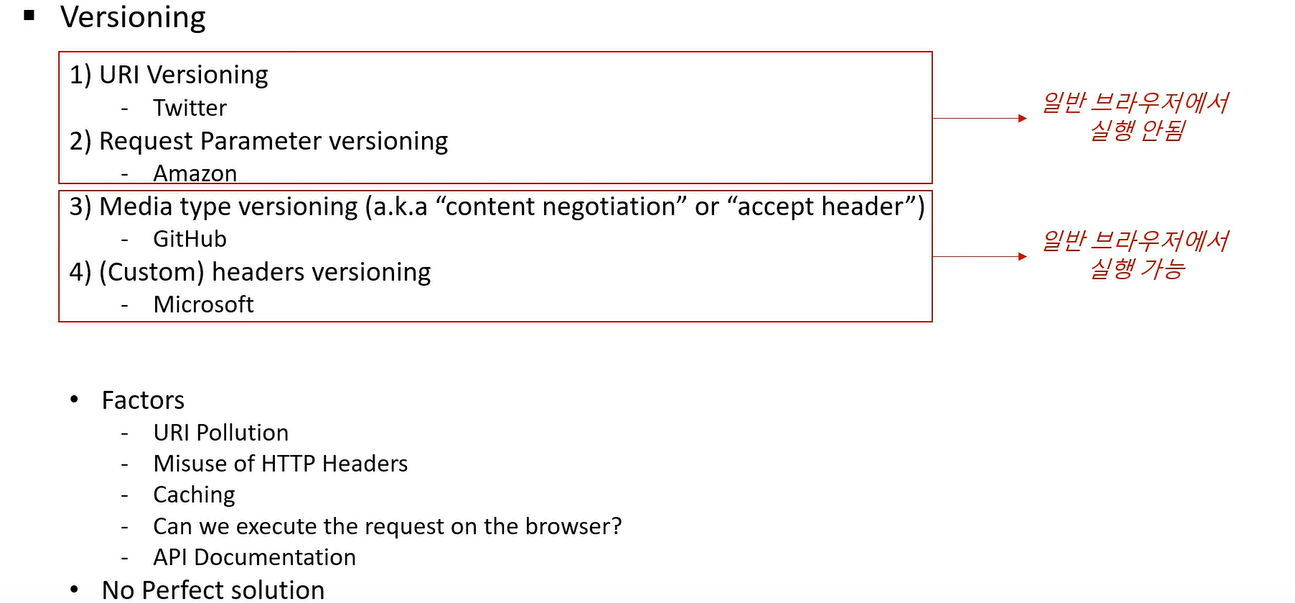 ▪ Versioning
1) URI Versioning
- Twitter
2) Request Parameter versioning
- Amazon
일반 브라우저에서
실행 안됨
3) Media type versioning (a.k.a “content negotiation” or “accept header”)
- GitHub
4) (Custom) headers versioning
- Microsoft
일반 브라우저에서
실행 가능
• Factors
- URI Pollution
- Misuse of HTTP Headers
- Caching
- Can we execute the request on the browser?
- API Documentation
• No Perfect solution